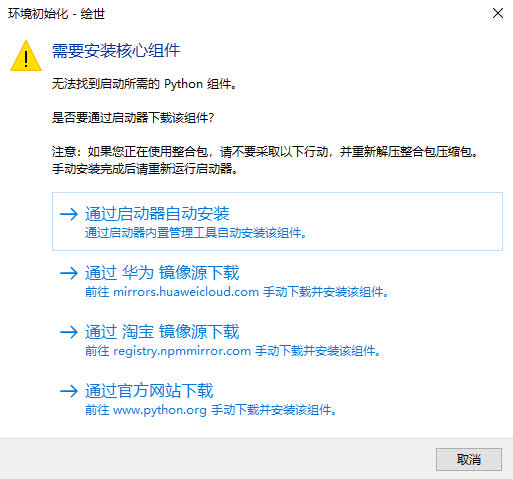 环境初始化 - 绘世
需要安装核心组件
无法找到启动所需的 Python 组件。
是否要通过启动器下载该组件?
注意：如果您正在使用整合包，请不要采取以下行动，并重新解压整合包压缩包。
手动安装完成后请重新运行启动器。
通过启动器自动安装
通过启动器内置管理工具自动安装该组件。
通过 华为 镜像源下载
前往 mirrors.huaweicloud.com 手动下载并安装该组件。
通过 淘宝 镜像源下载
前往 registry.npmmirror.com 手动下载并安装该组件。
通过官方网站下载
前往 www.python.org 手动下载并安装该组件。
取消